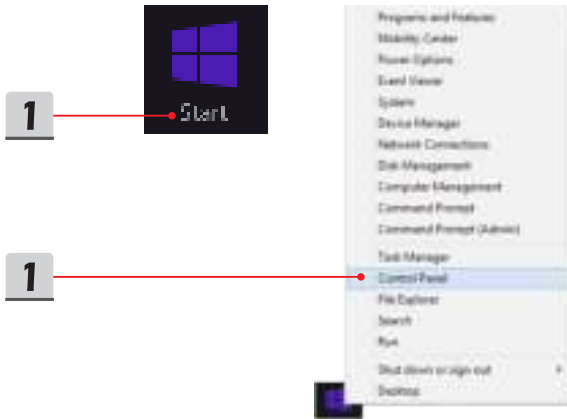 Programs and Features
Mobility Center
Power Options
Event Viewer
1
Start
System
Device Manager
Network Connections
Disk Management
Computer Management
Command Prompt
Command Prompt (Admin)
Task Manager
1
Control Panel
File Explorer
Search
Run
Shut down or sign out
Desktop